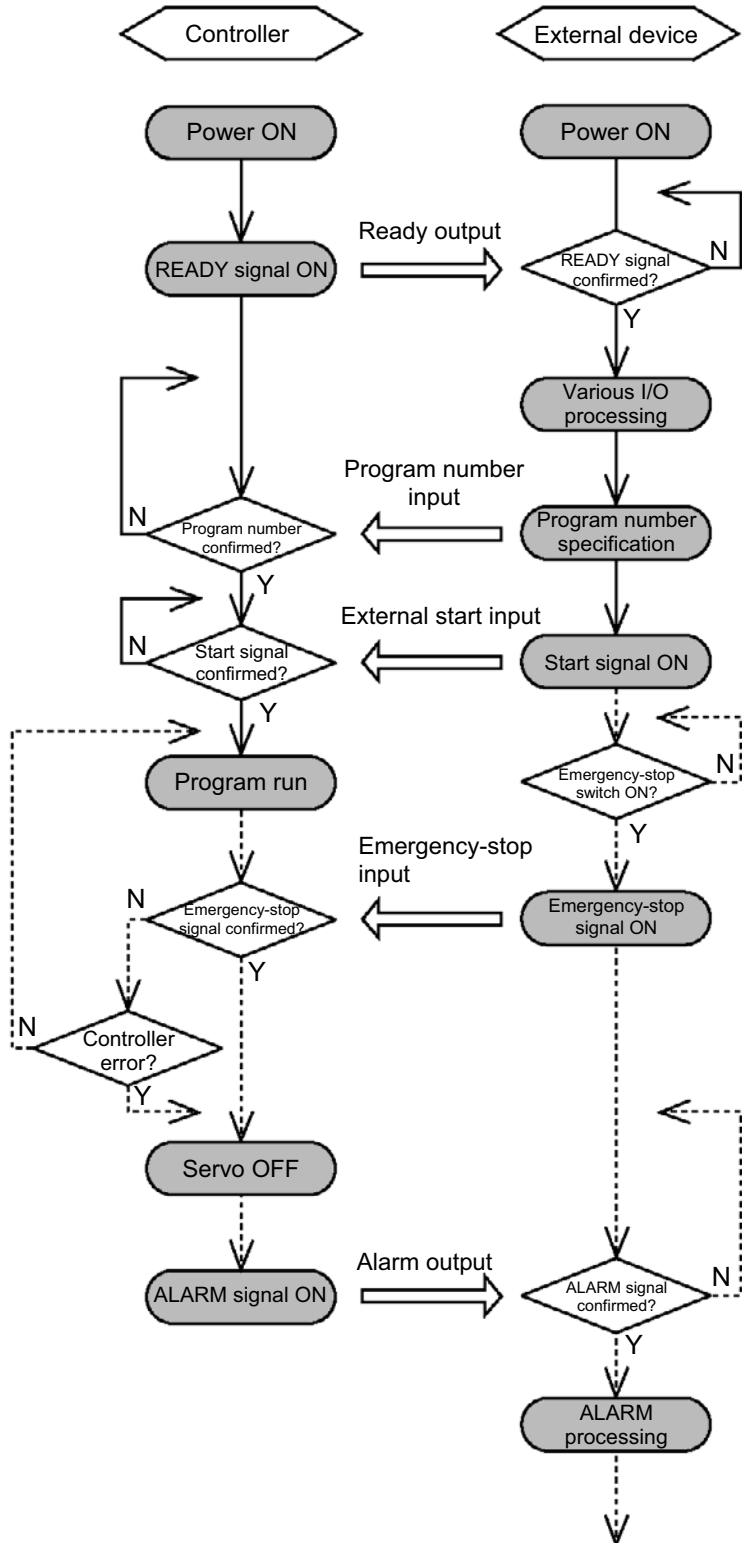 Controller
External device
Power ON
Power ON
Ready output
READY signal ON
READY signal
confirmed?
N
Y
Various I/O
processing
Program number
input
N
Program number
confirmed?
Program number
specification
Y
External start input
N
Start signal
confirmed?
Start signal ON
Y
Program run
Emergency-stop
switch ON?
N
Y
Emergency-stop
input
N
Emergency-stop
signal confirmed?
Emergency-stop
signal ON
Y
N
Controller
error?
Y
Servo OFF
Alarm output
ALARM signal ON
ALARM signal
confirmed?
N
Y
ALARM
processing